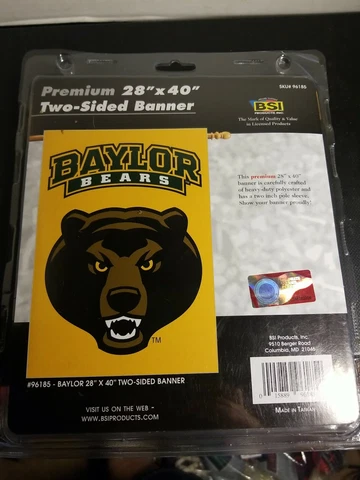 Premium 28" x 40"
Two-Sided Banner
SKU# 96185
BSI
PRODUCTS, INC.
The Mark of Quality & Value
in Licensed Products
BAYLOR
BEARS
TM
This premium 28" x 40"
banner is carefully crafted
of heavy-duty polyester and
has a two inch pole sleeve.
Show your banner proudly!
BSI Products, Inc.
9510 Berger Road
Columbia, MD 21046
#96185 - BAYLOR 28" X 40" TWO-SIDED BANNER
VISIT US ON THE WEB -
WWW.BSIPRODUCTS.COM
MADE IN TAIWAN